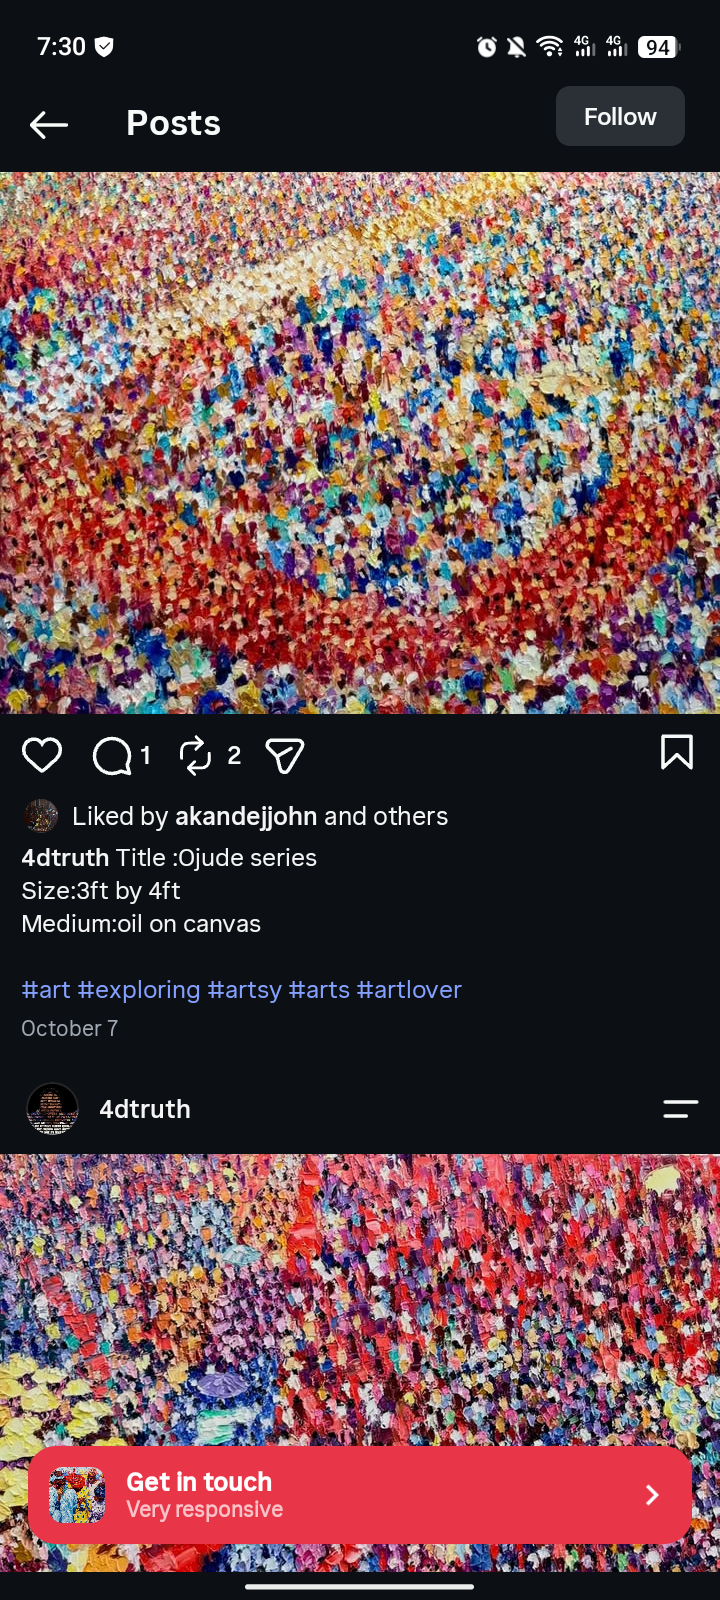 7:30
4G 4G 94
Posts
Follow
1 2
Liked by akandejjohn and others
4dtruth Title :Ojude series
Size:3ft by 4ft
Medium:oil on canvas
#art #exploring #artsy #arts #artlover
October 7
4dtruth
Get in touch
Very responsive